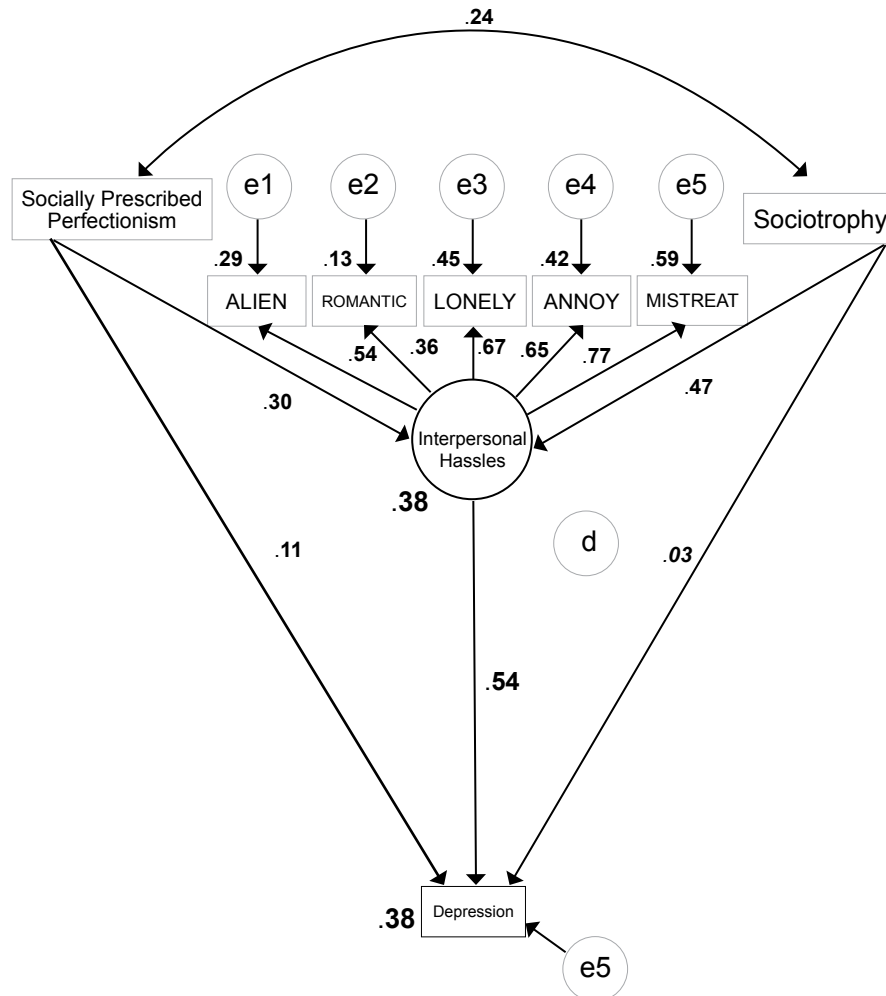 .24
e1
e2
e3
e4
e5
Socially Prescribed
Perfectionism
Sociotrophy
.29
.13
.45
.42
.59
ALIEN
ROMANTIC
LONELY
ANNOY
MISTREAT
.54
.36
.67
.65
.77
.30
.47
Interpersonal
Hassles
.38
.11
d
.03
.54
.38
Depression
e5